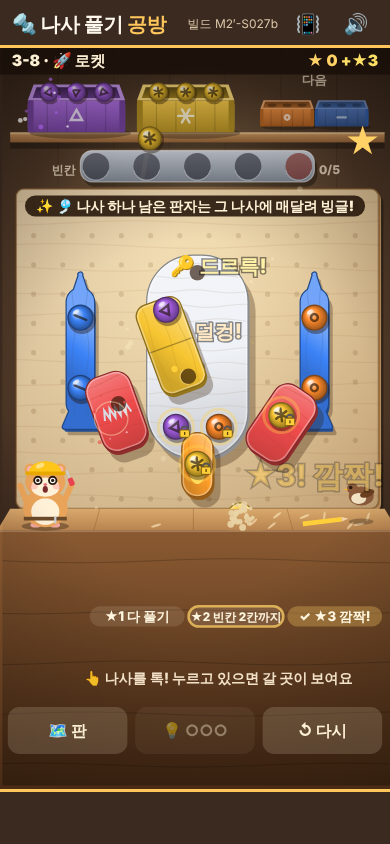 나사 풀기 공방 빌드 M2'-S027b
3-8 · 로켓 ★ 0 +★3
다음
빈칸 0/5
나사 하나 남은 판자는 그 나사에 매달려 빙글!
드르륵!
덜컹!
★3! 깜짝!
★1 다 풀기 ★2 빈칸 2칸까지 ✓ ★3 깜짝!
나사를 톡! 누르고 있으면 갈 곳이 보여요
판 다시